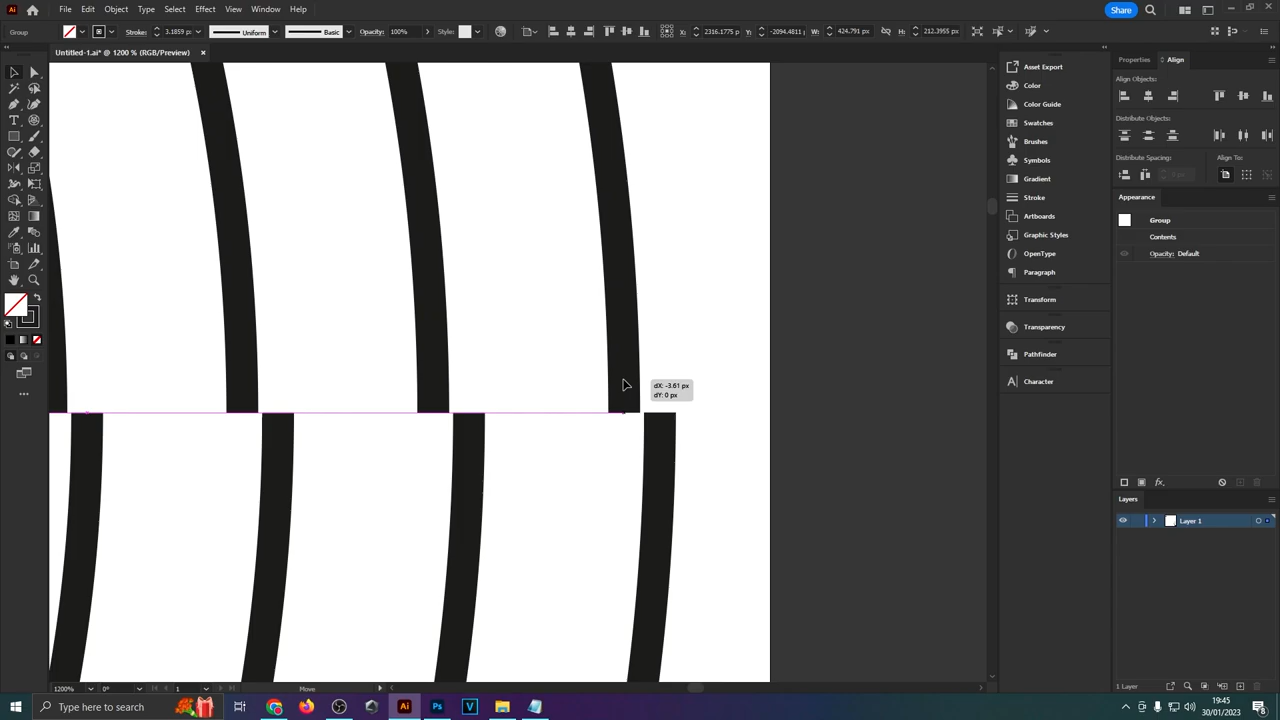 Ai File Edit Object Type Select Effect View Window Help Share
Group Stroke: 3.1859 p Uniform Basic Opacity: 100% Style: X: 2316.1775 p Y: -2094.4811 p W: 424.791 px H: 212.3955 px
Untitled-1.ai* @ 1200 % (RGB/Preview)
Properties Align
Asset Export
Align Objects:
Color
Color Guide
Distribute Objects:
Swatches
Brushes
Distribute Spacing: Align To:
Symbols
Gradient
Stroke
Appearance
Artboards
Group
Graphic Styles
Contents
OpenType
Opacity: Default
Paragraph
Transform
Transparency
Pathfinder
Character
dX: -3.61 px
dY: 0 px
Layers
Layer 1
1200% 0° 1 Move
1 Layer
Type here to search
Ai Ps V
19:45
30/01/2023